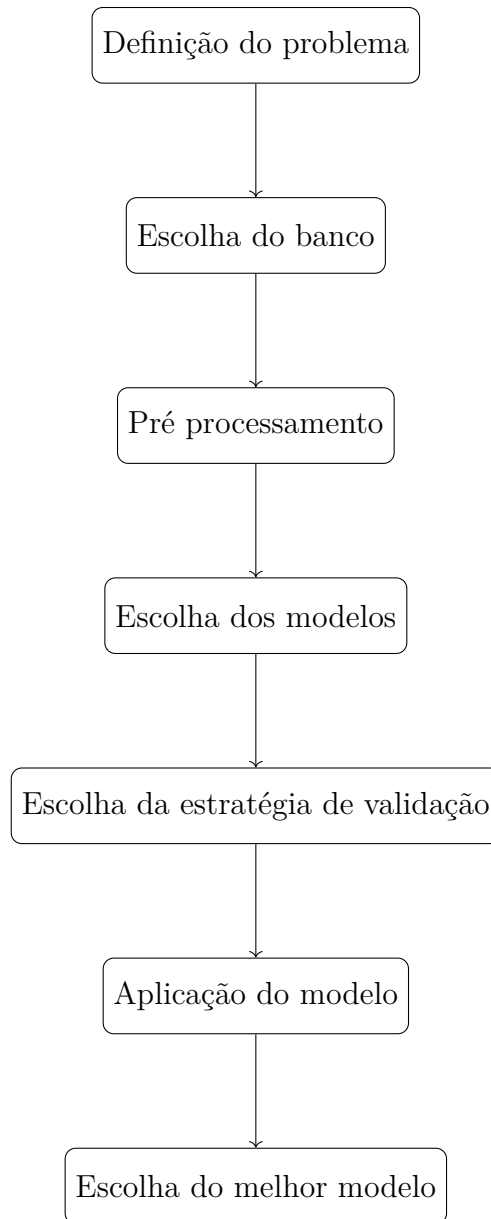 Definição do problema
Escolha do banco
Pré processamento
Escolha dos modelos
Escolha da estratégia de validação
Aplicação do modelo
Escolha do melhor modelo